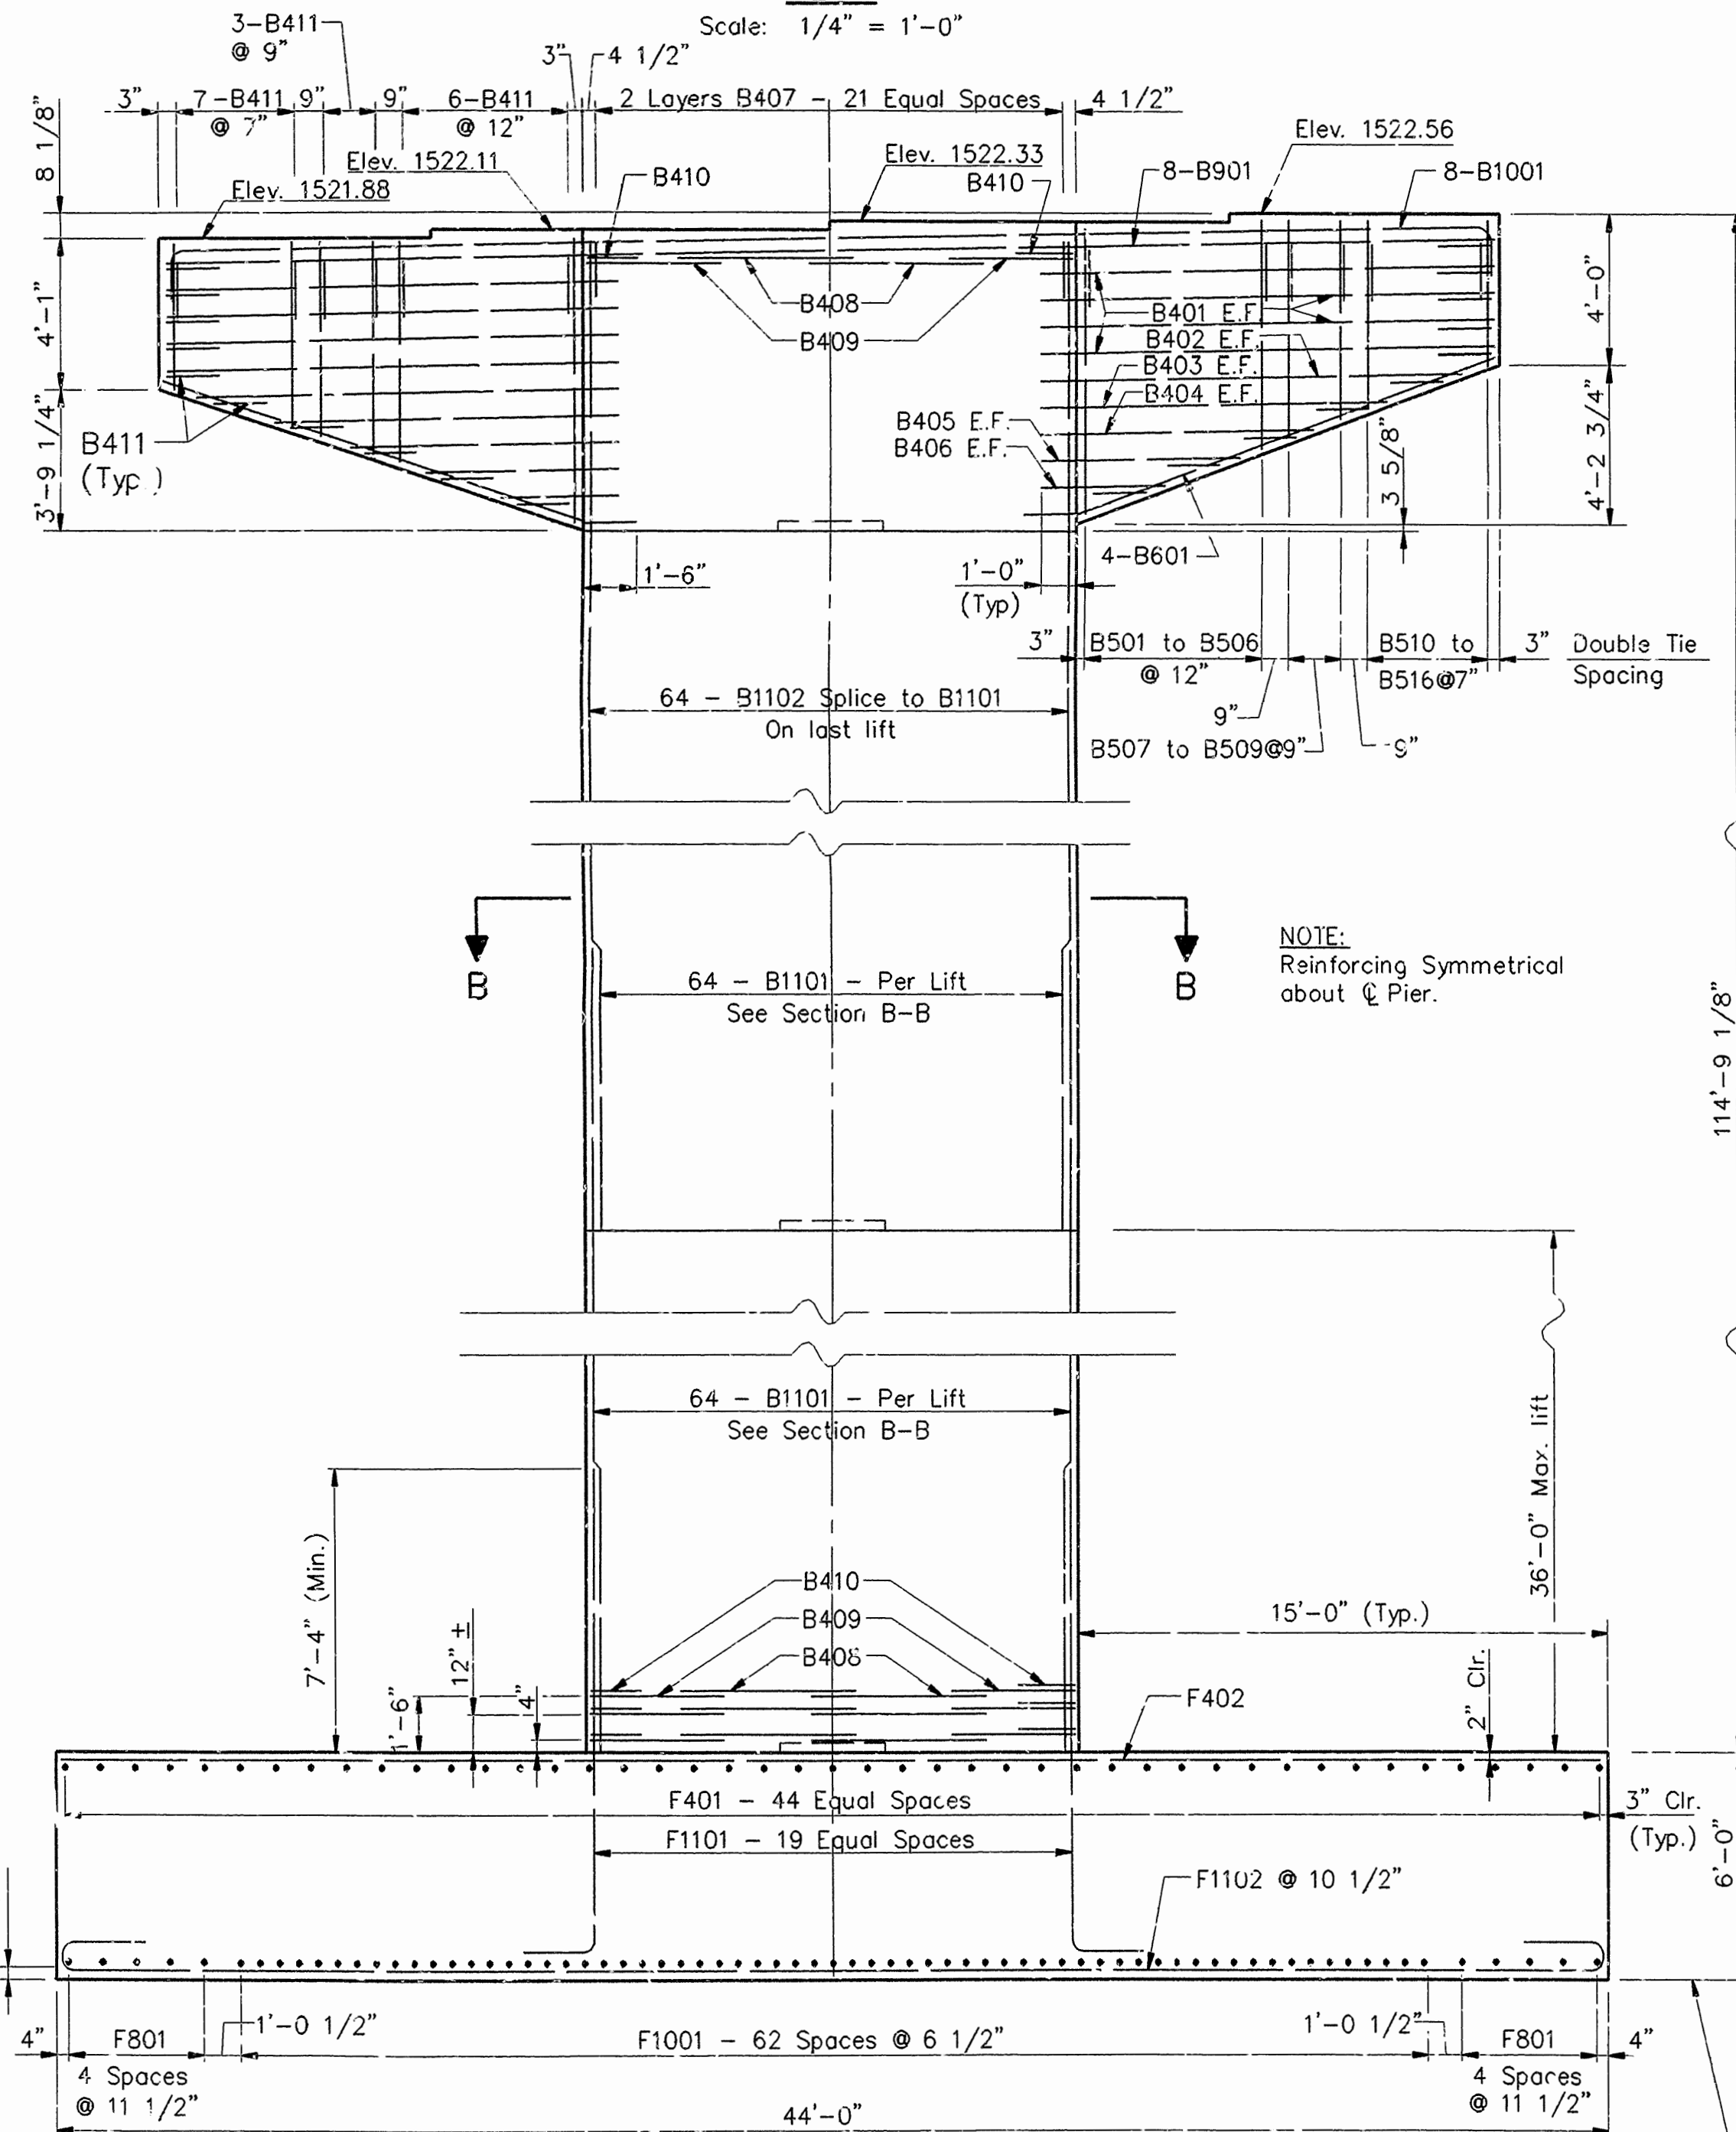 Scale: 1/4" = 1'-0"
3-B411
@ 9"
3"
4 1/2"
3"
7-B411
@ 7"
9"
9"
6-B411
@ 12"
2 Layers B407 - 21 Equal Spaces
4 1/2"
8 1/8"
Elev. 1522.11
Elev. 1521.88
B410
Elev. 1522.33
B410
Elev. 1522.56
8-B901
8-B1001
4'-1"
3'-9 1/4"
B411
(Typ.)
B408
B409
B401 E.F.
B402 E.F.
B403 E.F.
B404 E.F.
B405 E.F.
B406 E.F.
4'-0"
4'-2 3/4"
3 5/8"
4-B601
1'-6"
1'-0"
(Typ)
3"
B501 to B506
@ 12"
B510 to
B516@7"
3"
Double Tie
Spacing
9"
B507 to B509@9"
9"
64 - B1102 Splice to B1101
On last lift
B
B
64 - B1101 - Per Lift
See Section B-B
NOTE:
Reinforcing Symmetrical
about ℄ Pier.
114'-9 1/8"
64 - B1101 - Per Lift
See Section B-B
36'-0" Max. lift
7'-4" (Min.)
12" ±
1'-6"
4"
B410
B409
B408
15'-0" (Typ.)
2" Clr.
F402
F401 - 44 Equal Spaces
3" Clr.
(Typ.)
F1101 - 19 Equal Spaces
F1102 @ 10 1/2"
6'-0"
4"
F801
4 Spaces
@ 11 1/2"
1'-0 1/2"
F1001 - 62 Spaces @ 6 1/2"
1'-0 1/2"
F801
4 Spaces
@ 11 1/2"
4"
44'-0"